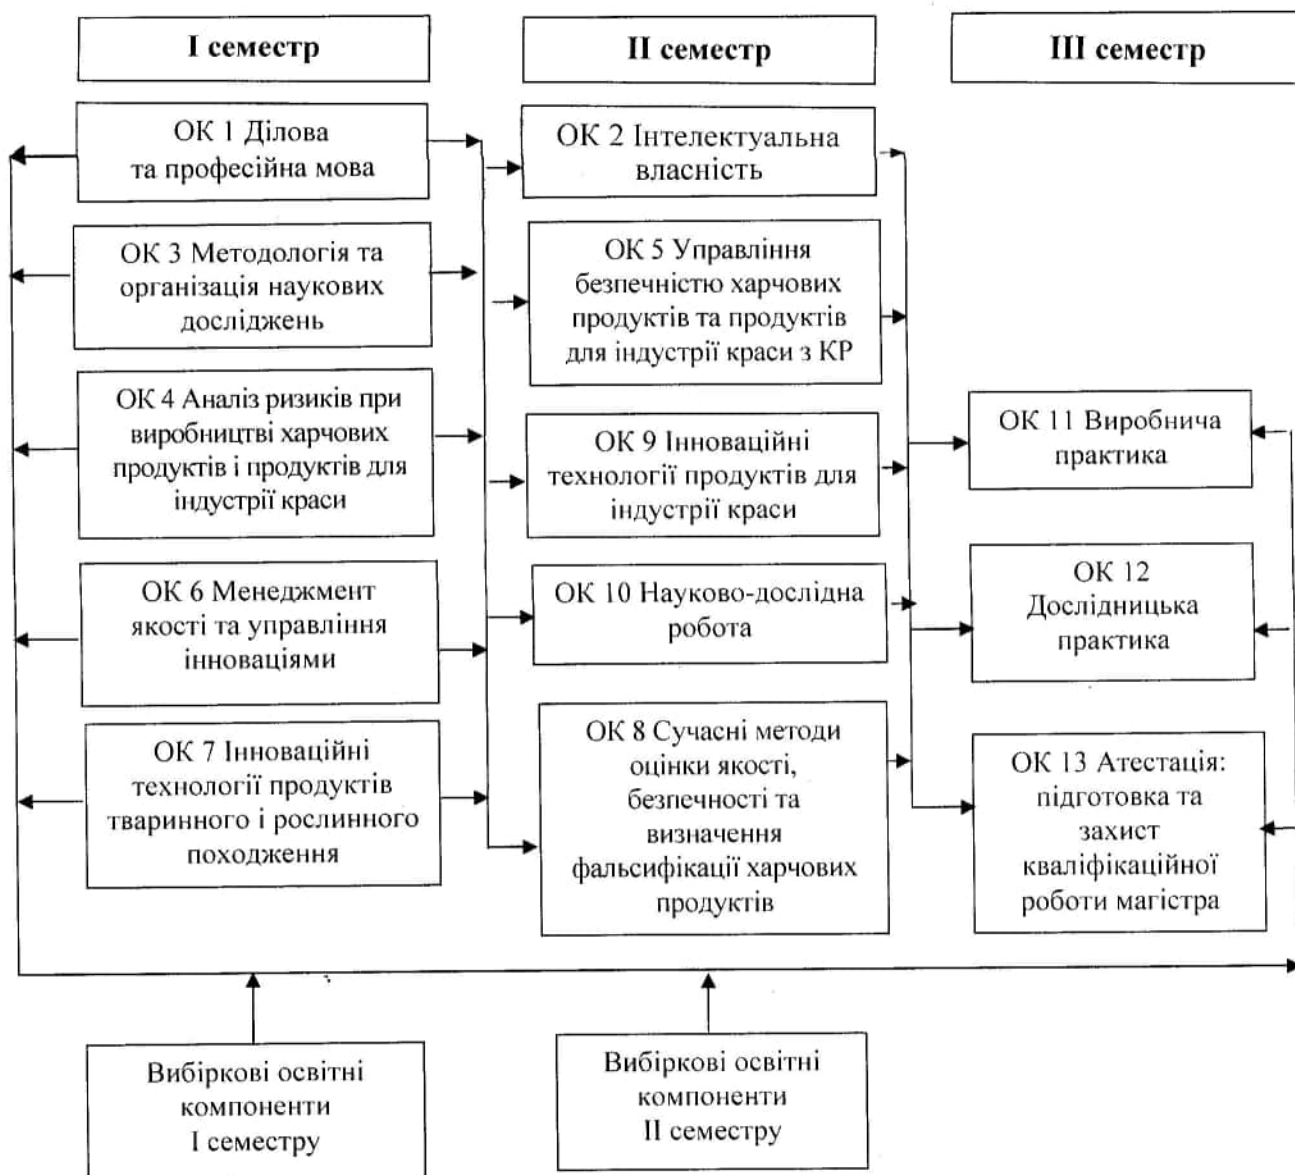 І семестр
ІІ семестр
ІІІ семестр
ОК 1 Ділова
та професійна мова
ОК 3 Методологія та
організація наукових
досліджень
ОК 4 Аналіз ризиків при
виробництві харчових
продуктів і продуктів для
індустрії краси
ОК 6 Менеджмент
якості та управління
інноваціями
ОК 7 Інноваційні
технології продуктів
тваринного і рослинного
походження
ОК 2 Інтелектуальна
власність
ОК 5 Управління
безпечністю харчових
продуктів та продуктів
для індустрії краси з КР
ОК 9 Інноваційні
технології продуктів для
індустрії краси
ОК 10 Науково-дослідна
робота
ОК 8 Сучасні методи
оцінки якості,
безпечності та
визначення
фальсифікації харчових
продуктів
ОК 11 Виробнича
практика
ОК 12
Дослідницька
практика
ОК 13 Атестація:
підготовка та
захист
кваліфікаційної
роботи магістра
Вибіркові освітні
компоненти
І семестру
Вибіркові освітні
компоненти
ІІ семестру